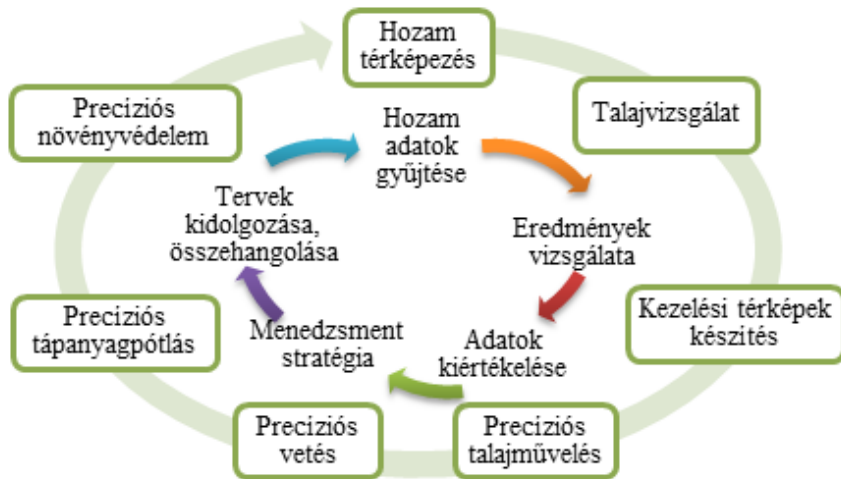 Hozam
térképezés
Talajvizsgálat
Kezelési térképek
készítés
Precíziós
talajművelés
Precíziós
vetés
Precíziós
tápanyagpótlás
Precíziós
növényvédelem
Hozam
adatok
gyűjtése
Eredmények
vizsgálata
Adatok
kiértékelése
Menedzsment
stratégia
Tervek
kidolgozása,
összehangolása